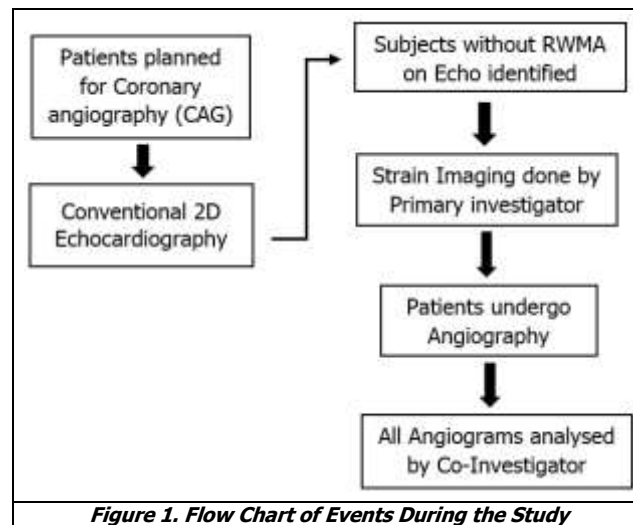 Patients planned
for Coronary
angiography (CAG)
Conventional 2D
Echocardiography
Subjects without RWMA
on Echo identified
Strain Imaging done by
Primary investigator
Patients undergo
Angiography
All Angiograms analysed
by Co-Investigator
Figure 1. Flow Chart of Events During the Study